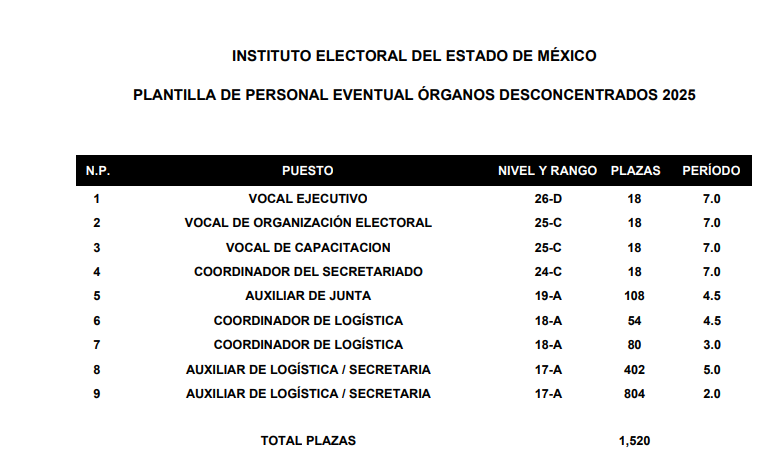 INSTITUTO ELECTORAL DEL ESTADO DE MÉXICO
PLANTILLA DE PERSONAL EVENTUAL ÓRGANOS DESCONCENTRADOS 2025
N.P. PUESTO NIVEL Y RANGO PLAZAS PERÍODO
1 VOCAL EJECUTIVO 26-D 18 7.0
2 VOCAL DE ORGANIZACIÓN ELECTORAL 25-C 18 7.0
3 VOCAL DE CAPACITACION 25-C 18 7.0
4 COORDINADOR DEL SECRETARIADO 24-C 18 7.0
5 AUXILIAR DE JUNTA 19-A 108 4.5
6 COORDINADOR DE LOGÍSTICA 18-A 54 4.5
7 COORDINADOR DE LOGÍSTICA 18-A 80 3.0
8 AUXILIAR DE LOGÍSTICA / SECRETARIA 17-A 402 5.0
9 AUXILIAR DE LOGÍSTICA / SECRETARIA 17-A 804 2.0
TOTAL PLAZAS 1,520